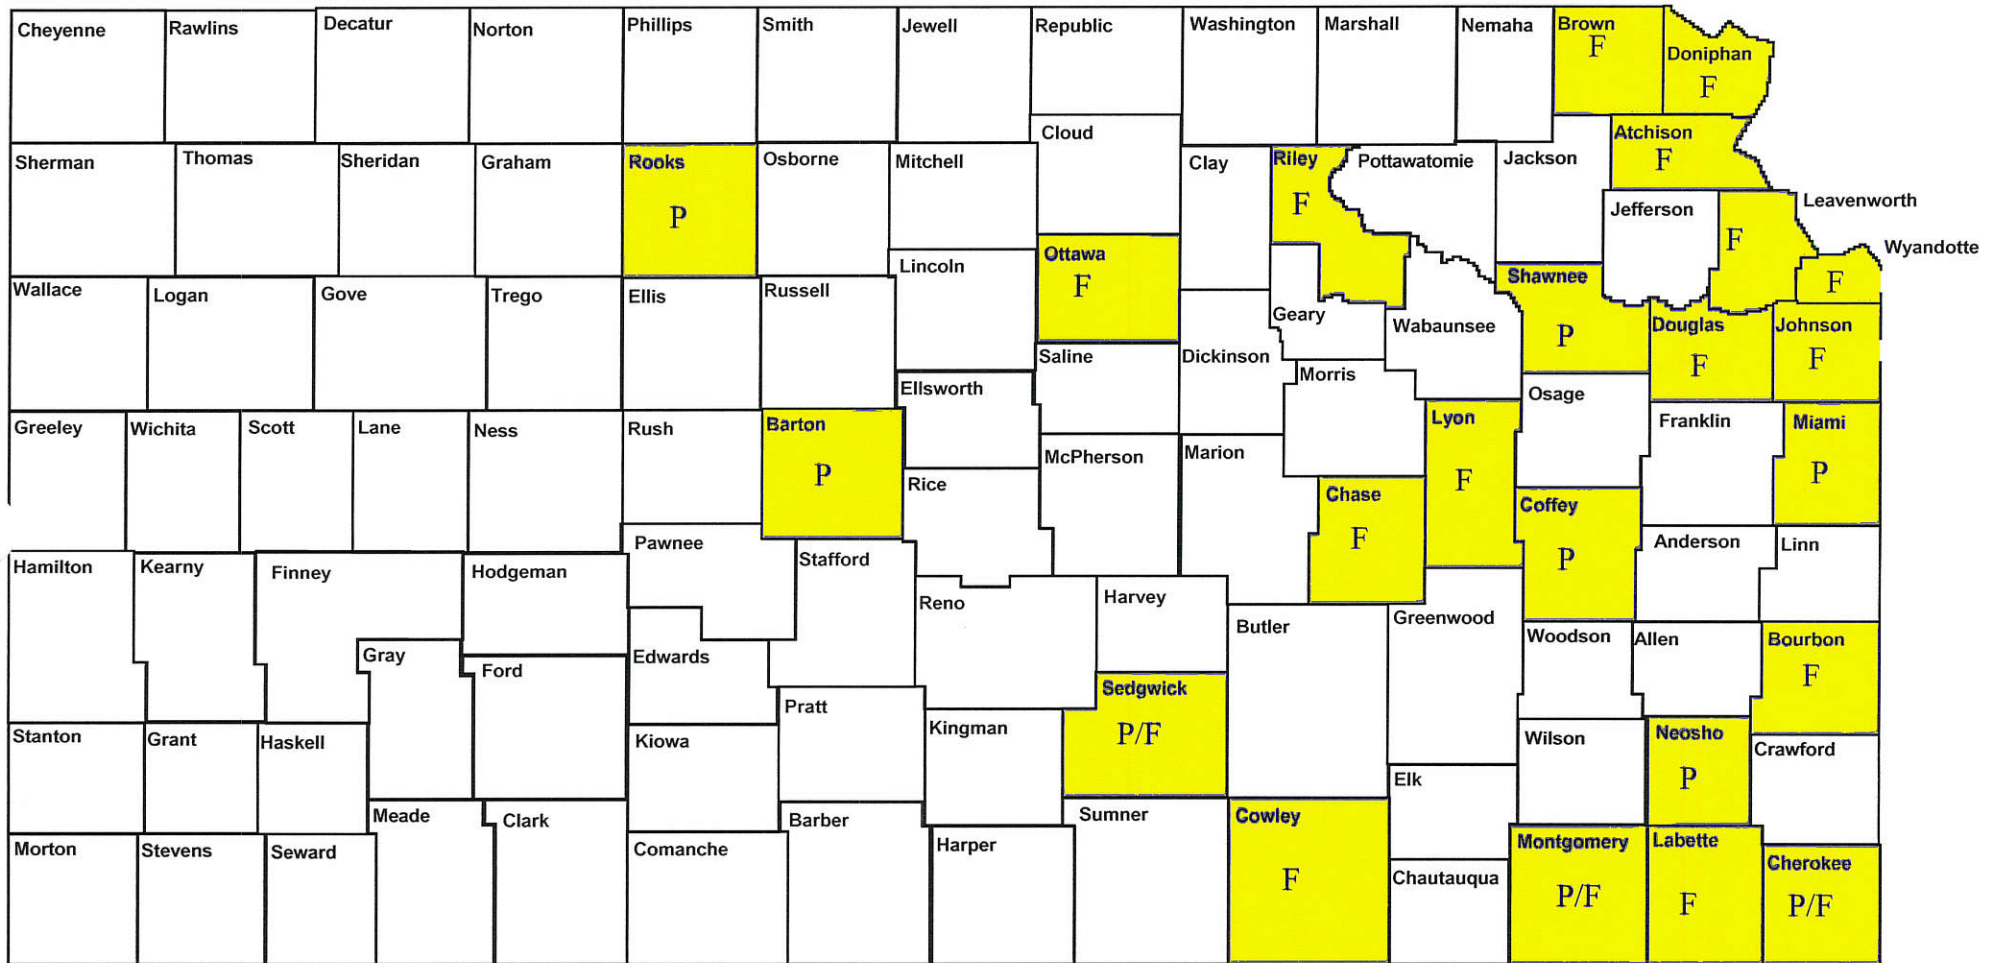 Cheyenne
Rawlins
Decatur
Norton
Phillips
Smith
Jewell
Republic
Washington
Marshall
Nemaha
Brown
F
Doniphan
F
Cloud
Atchison
F
Sherman
Thomas
Sheridan
Graham
Rooks
P
Osborne
Mitchell
Clay
Riley
F
Pottawatomie
Jackson
Jefferson
Leavenworth
F
Wyandotte
F
Ottawa
F
Lincoln
Shawnee
P
Wallace
Logan
Gove
Trego
Ellis
Russell
Geary
Wabaunsee
Douglas
F
Johnson
F
Saline
Dickinson
Morris
Ellsworth
Osage
Greeley
Wichita
Scott
Lane
Ness
Rush
Barton
P
Lyon
F
Franklin
Miami
P
McPherson
Marion
Rice
Chase
F
Coffey
P
Pawnee
Stafford
Anderson
Linn
Hamilton
Kearny
Finney
Hodgeman
Reno
Harvey
Butler
Greenwood
Woodson
Allen
Bourbon
F
Gray
Ford
Edwards
Sedgwick
P/F
Pratt
Kingman
Stanton
Grant
Haskell
Kiowa
Wilson
Neosho
P
Crawford
Elk
Meade
Clark
Barber
Sumner
Cowley
F
Morton
Stevens
Seward
Comanche
Harper
Chautauqua
Montgomery
P/F
Labette
F
Cherokee
P/F